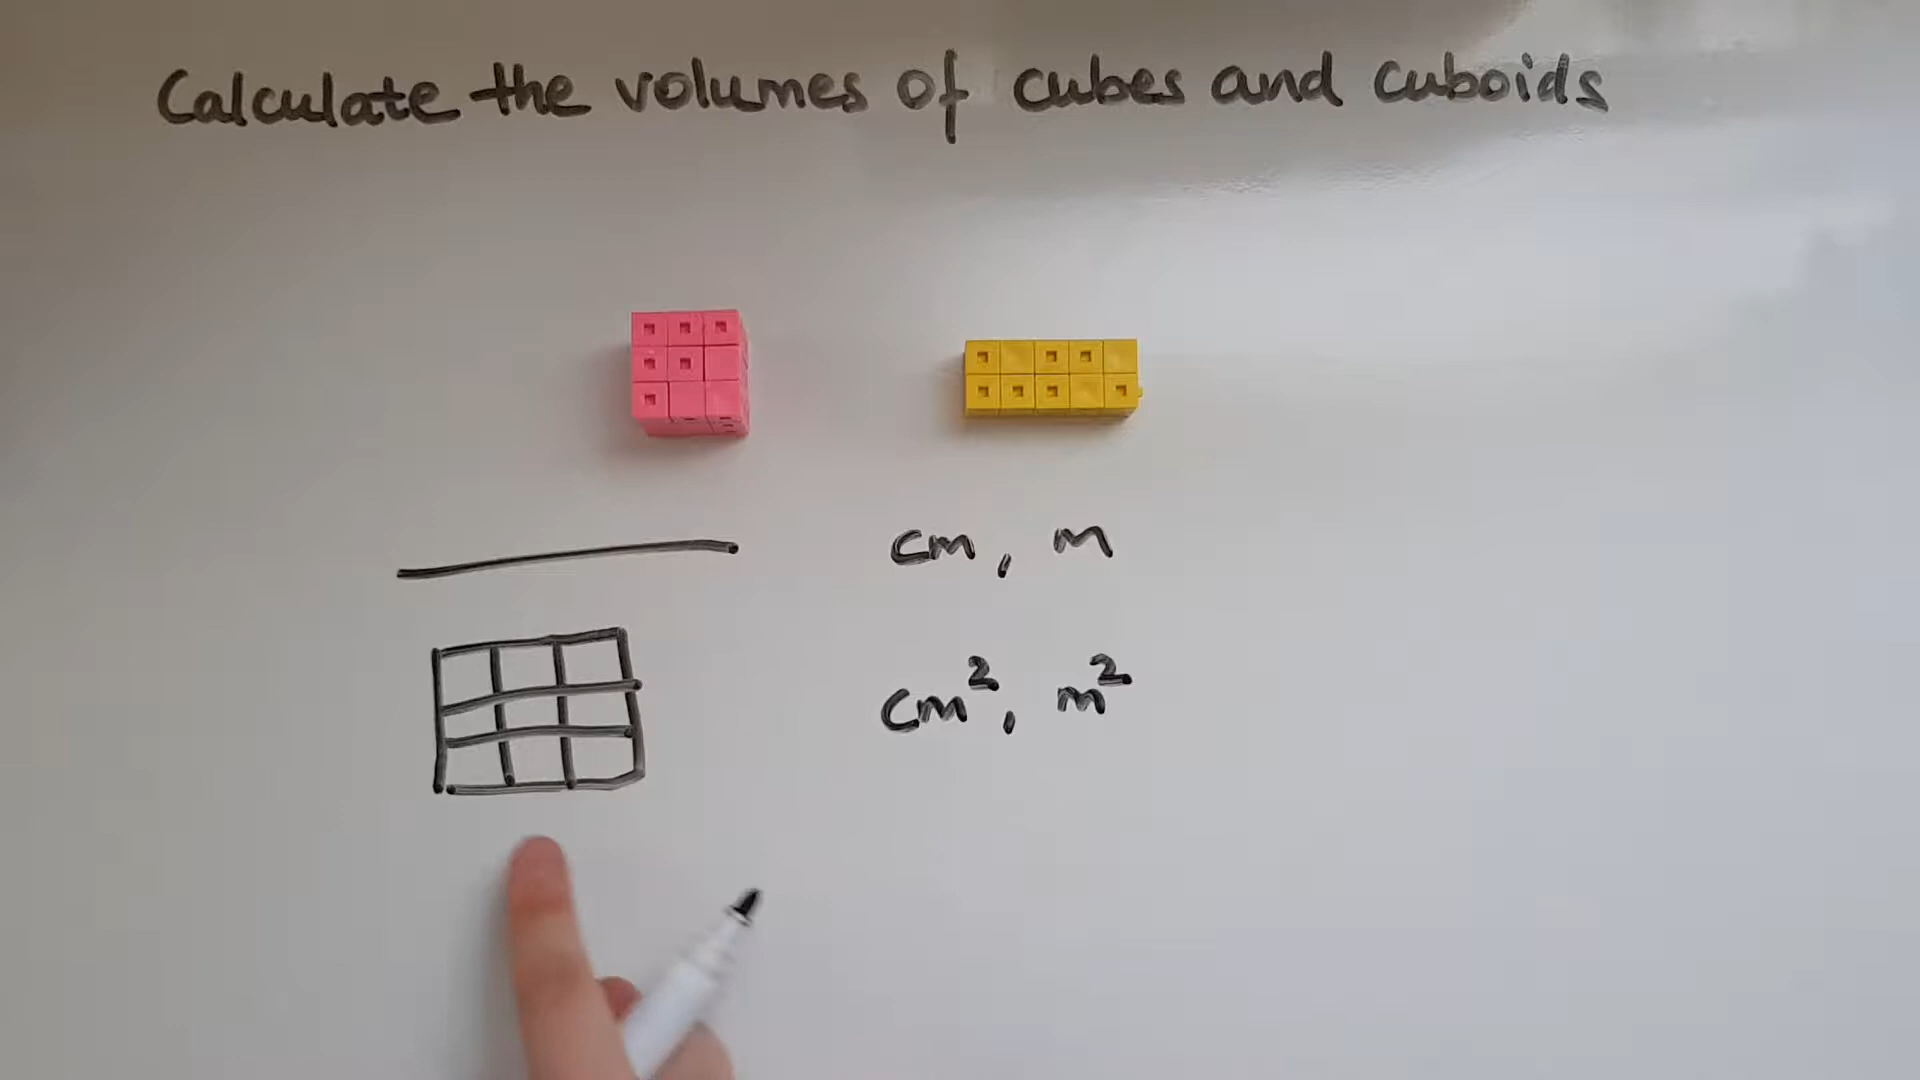 Calculate the volumes of cubes and cuboids
cm, m
cm², m²